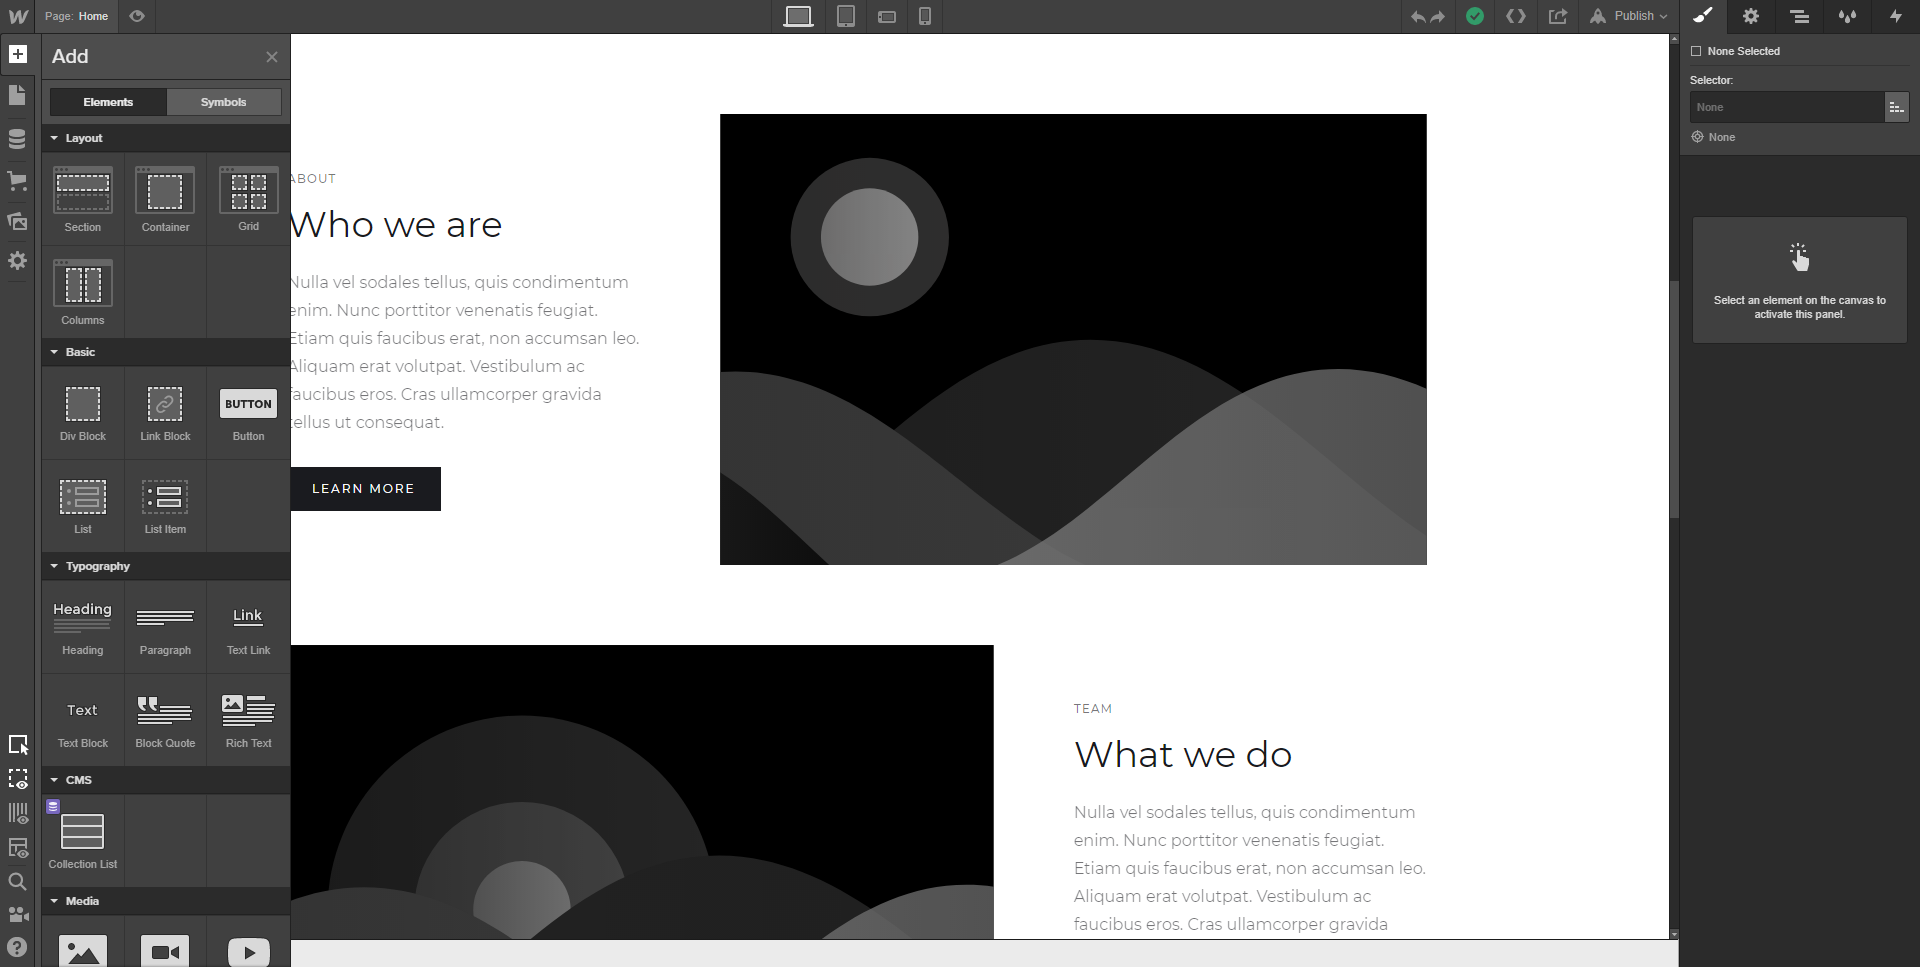 Page: Home
Publish
Add
Elements
Symbols
Layout
Section
Container
Grid
Columns
Basic
BUTTON
Div Block
Link Block
Button
List
List Item
Typography
Heading
Link
Heading
Paragraph
Text Link
Text
Text Block
Block Quote
Rich Text
CMS
Collection List
Media
ABOUT
Who we are
Nulla vel sodales tellus, quis condimentum
enim. Nunc porttitor venenatis feugiat.
Etiam quis faucibus erat, non accumsan leo.
Aliquam erat volutpat. Vestibulum ac
faucibus eros. Cras ullamcorper gravida
tellus ut consequat.
LEARN MORE
TEAM
What we do
Nulla vel sodales tellus, quis condimentum
enim. Nunc porttitor venenatis feugiat.
Etiam quis faucibus erat, non accumsan leo.
Aliquam erat volutpat. Vestibulum ac
faucibus eros. Cras ullamcorper gravida
None Selected
Selector:
None
None
Select an element on the canvas to
activate this panel.